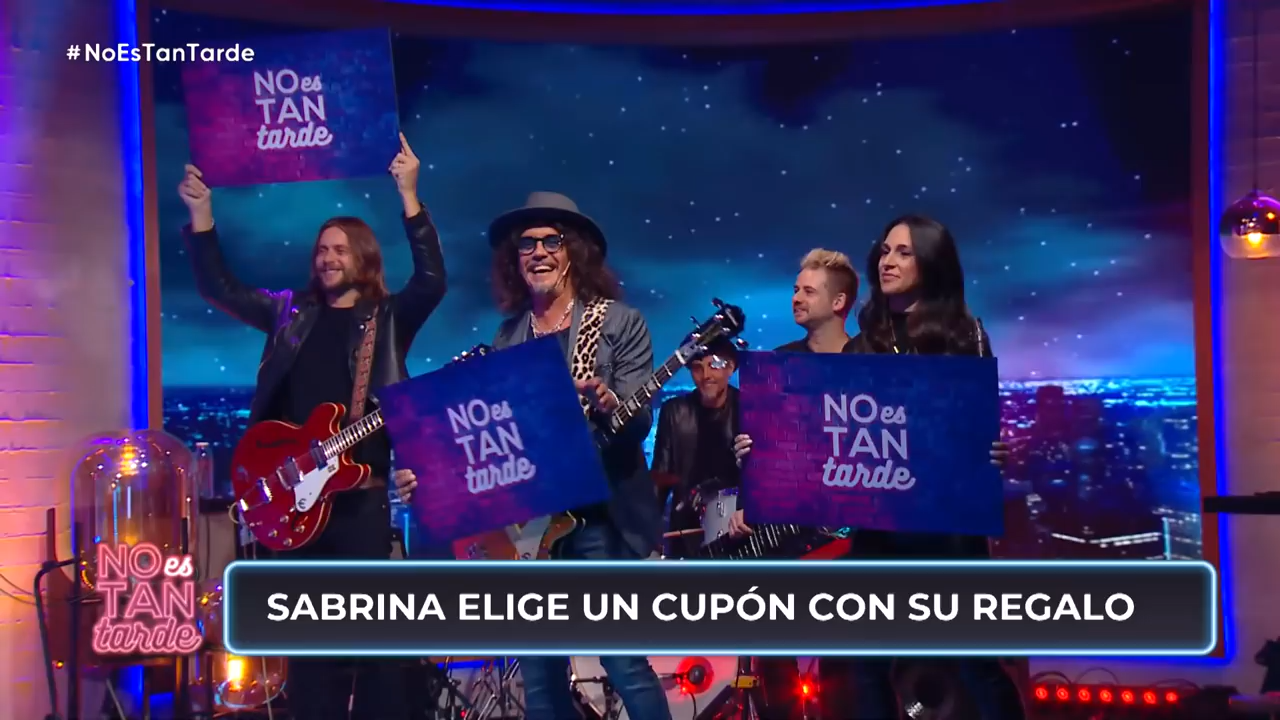 #NoEsTanTarde
NO es
TAN
tarde
NO es
TAN
tarde
NO es
TAN
tarde
NO es
TAN
tarde
SABRINA ELIGE UN CUPÓN CON SU REGALO